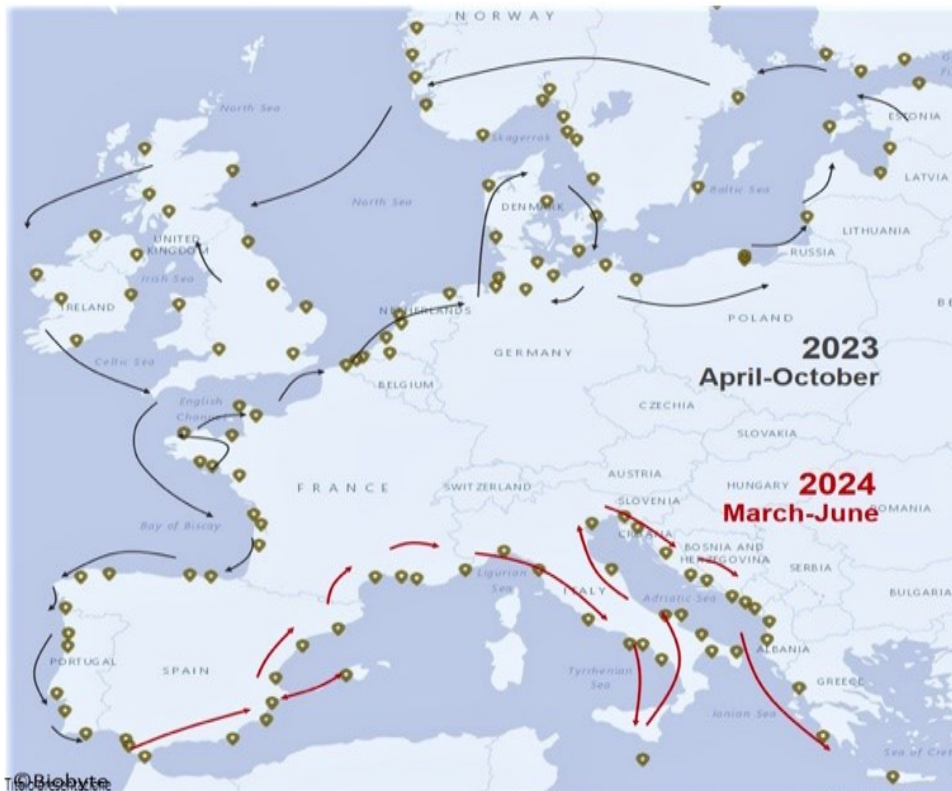 NORWAY
North Sea
ESTONIA
Skagerrak
LATVIA
Baltic Sea
North Sea
DENMARK
LITHUANIA
UNITED
KINGDOM
RUSSIA
Irish Sea
IRELAND
NETHERLANDS
POLAND
2023
April-October
GERMANY
Celtic Sea
BELGIUM
English
Channel
CZECHIA
SLOVAKIA
AUSTRIA
2024
March-June
FRANCE
SWITZERLAND
HUNGARY
SLOVENIA
ROMANIA
CROATIA
Bay of Biscay
BOSNIA AND
HERZEGOVINA
SERBIA
Ligurian
Sea
ITALY
BULGARIA
Adriatic Sea
PORTUGAL
SPAIN
ALBANIA
Tyrrhenian
Sea
GREECE
Ionian Sea
Sea of Cret
©Biobyte